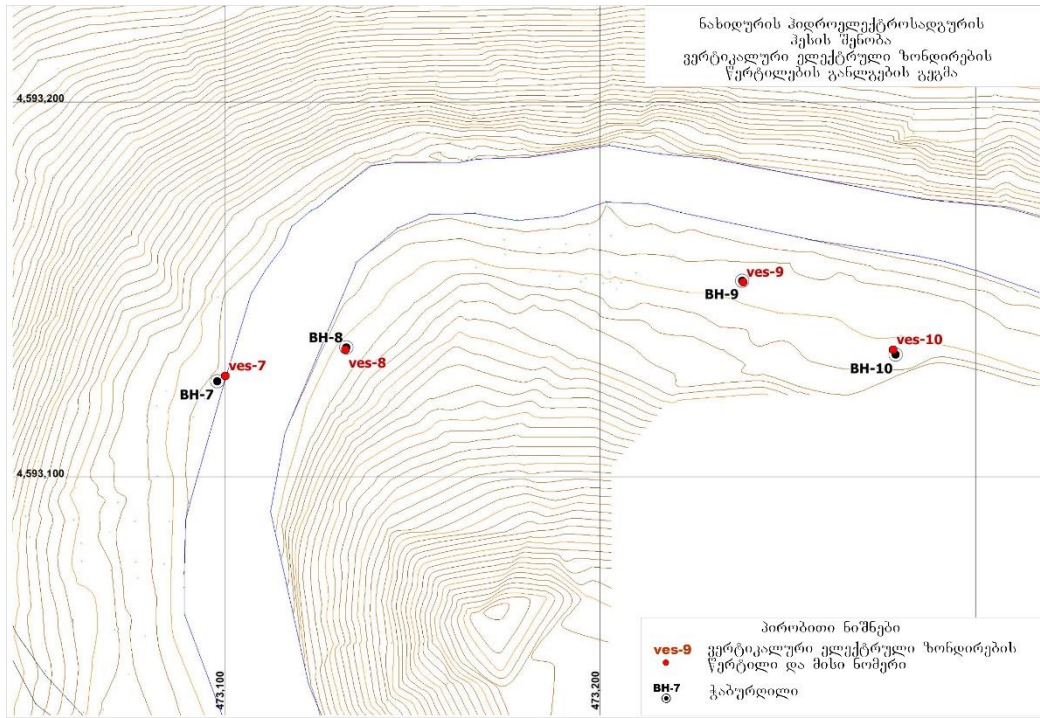 ნახიდურის ჰიდროელექტროსადგურის
ჰესის შენობა
ვერტიკალური ელექტრული ზონდირების
წერტილების განლგების გეგმა
4,593,200
ves-9
BH-9
BH-8
ves-8
ves-10
BH-10
ves-7
BH-7
4,593,100
473,100
473,200
პირობითი ნიშნები
ves-9 ვერტიკალური ელექტრული ზონდირების
წერტილი და მისი ნომერი
BH-7 ჭაბურღილი